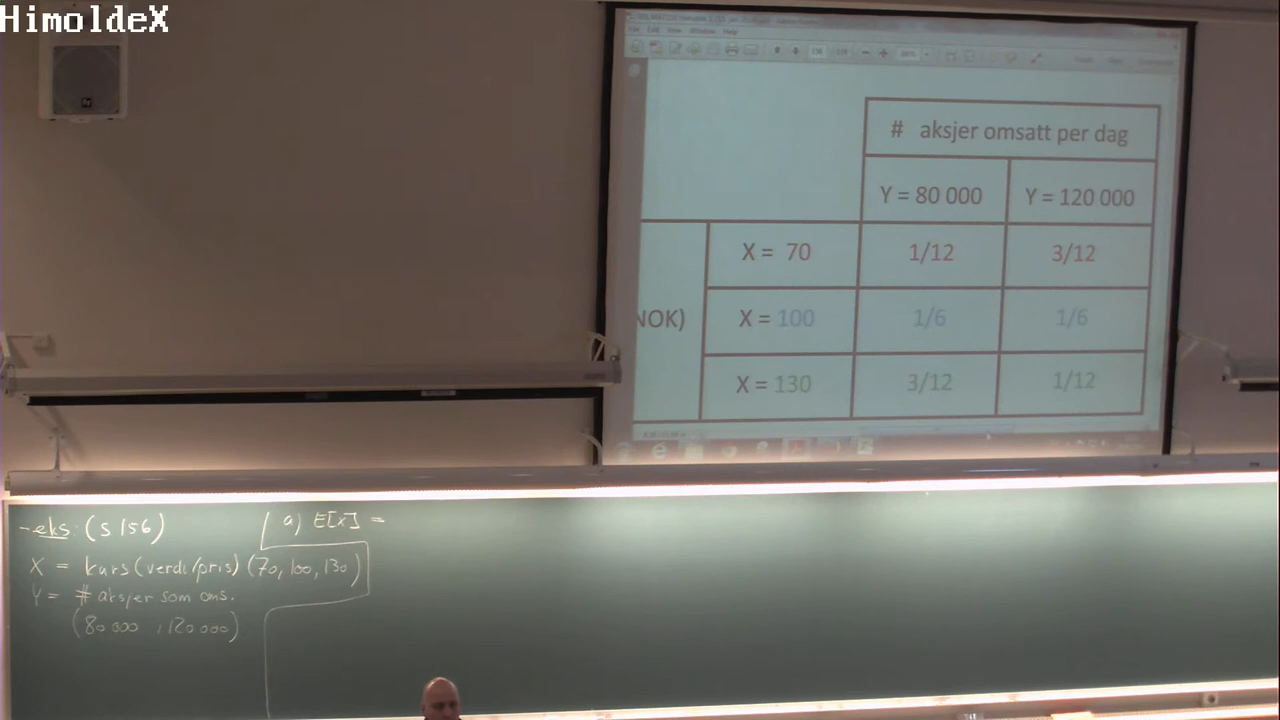 HimoldeX
# aksjer omsatt per dag
Y = 80 000 Y = 120 000
X = 70 1/12 3/12
NOK) X = 100 1/6 1/6
X = 130 3/12 1/12
- eks: (s 156)
a) E[X] =
X = kurs (verdi/pris) (70, 100, 130)
Y = # aksjer som oms.
(80 000 , 120 000)